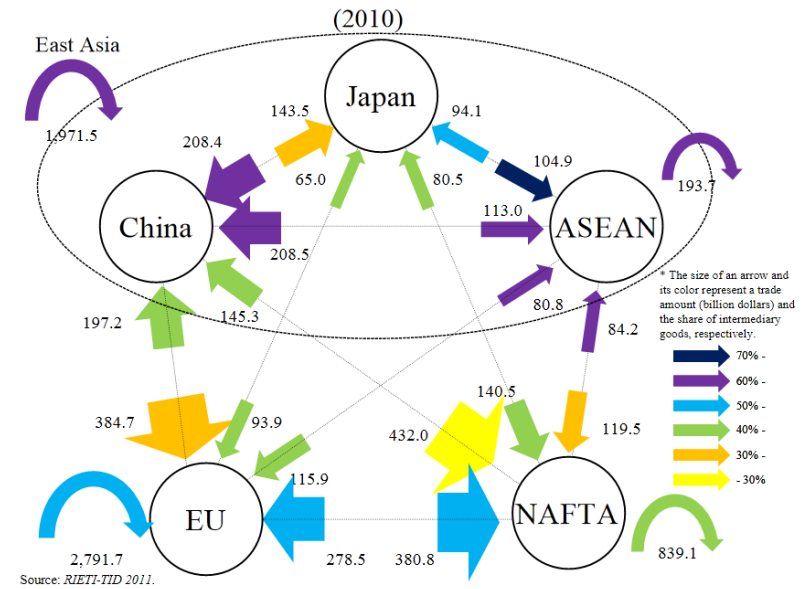 (2010)
East Asia
1,971.5
Japan
143.5
94.1
208.4
65.0
80.5
104.9
193.7
China
113.0
ASEAN
208.5
* The size of an arrow and
its color represent a trade
amount (billion dollars) and
the share of intermediary
goods, respectively.
197.2
145.3
80.8
84.2
70% -
60% -
50% -
40% -
30% -
- 30%
384.7
93.9
140.5
432.0
119.5
115.9
EU
NAFTA
2,791.7
278.5
380.8
839.1
Source: RIETI-TID 2011.